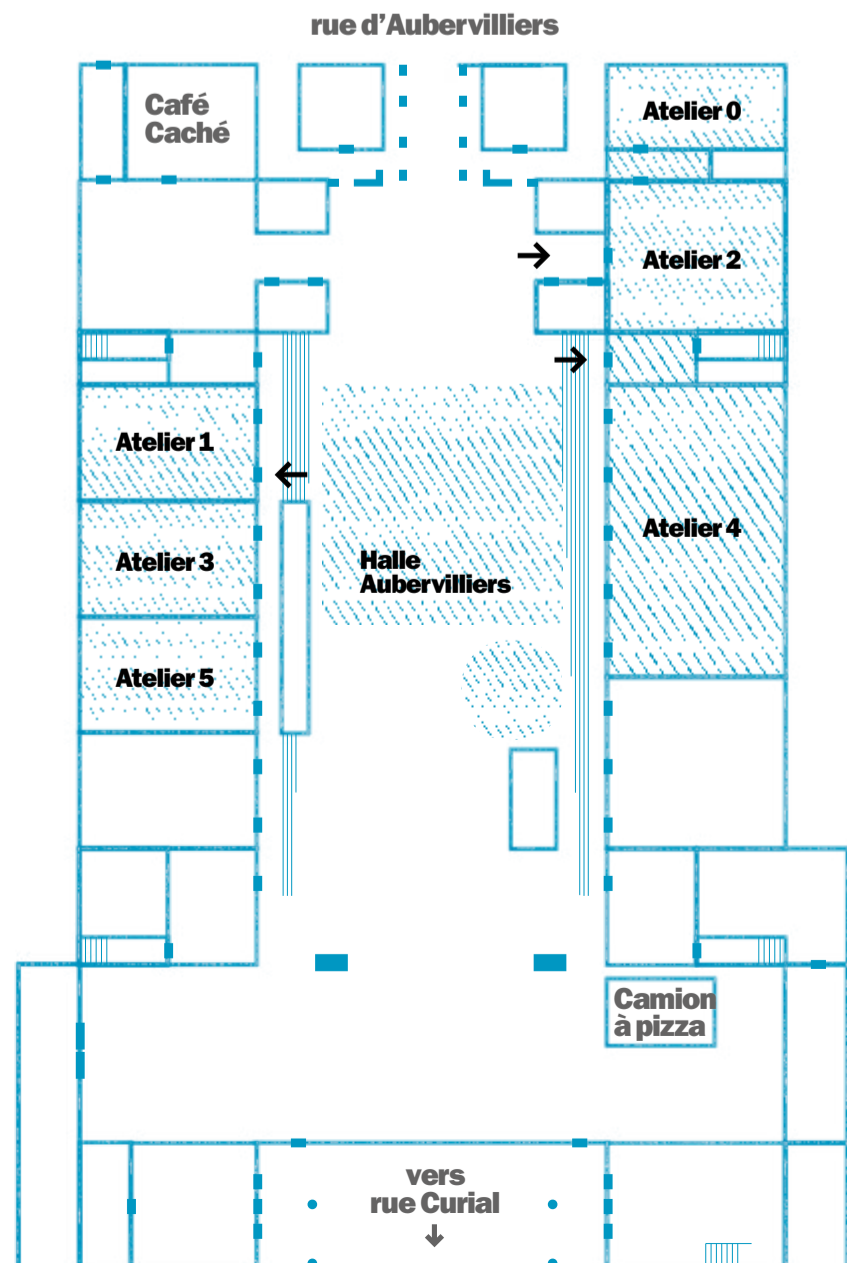 rue d'Aubervilliers
Café
Caché
Atelier 0
Atelier 2
Atelier 1
Atelier 3
Halle
Aubervilliers
Atelier 4
Atelier 5
Camion
à pizza
vers
rue Curial